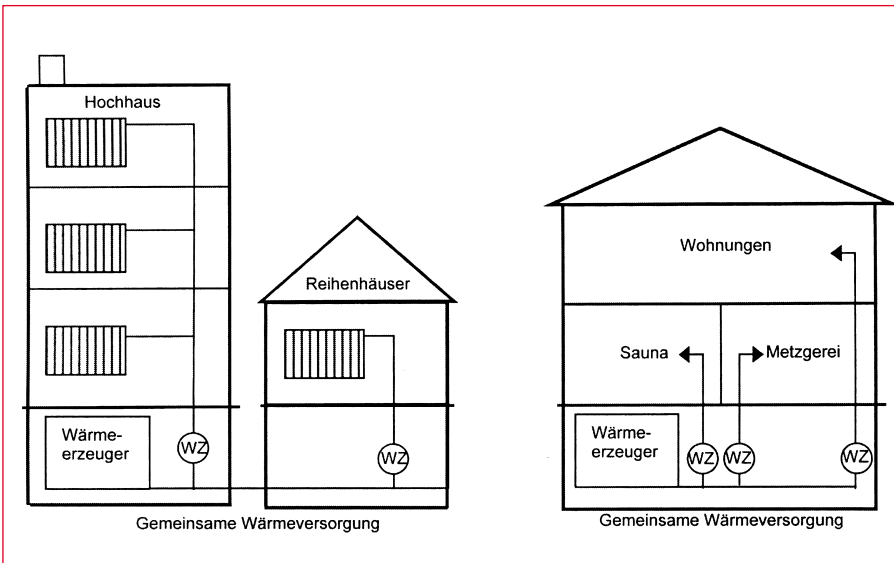 Hochhaus
Reihenhäuser
Wärme-
erzeuger
WZ
WZ
Gemeinsame Wärmeversorgung
Wohnungen
Sauna
Metzgerei
Wärme-
erzeuger
WZ
WZ
WZ
Gemeinsame Wärmeversorgung